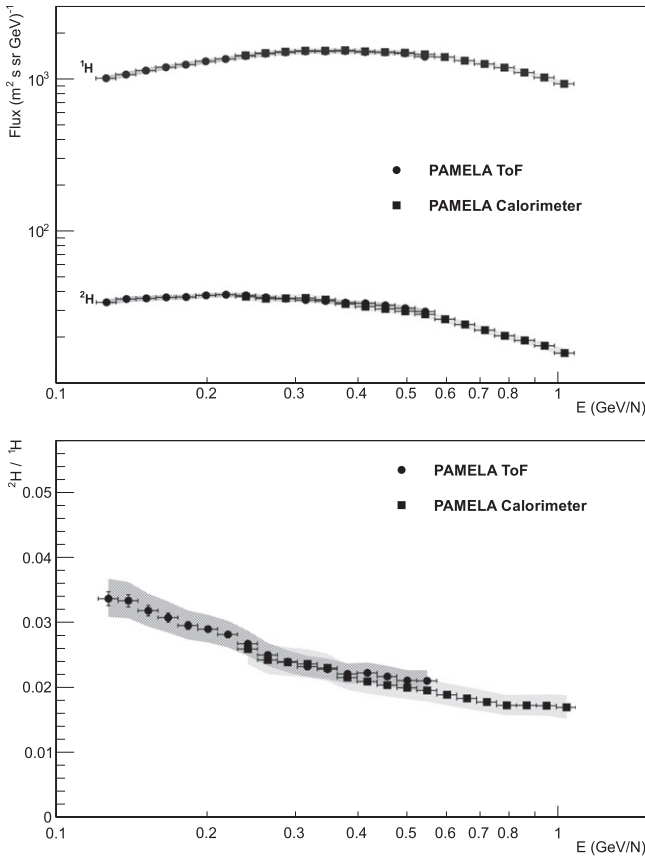 Flux (m² s sr GeV)⁻¹
10³
¹H
PAMELA ToF
PAMELA Calorimeter
10²
²H
0.1 0.2 0.3 0.4 0.5 0.6 0.7 0.8 1
E (GeV/N)
²H / ¹H
PAMELA ToF
0.05
PAMELA Calorimeter
0.04
0.03
0.02
0.01
0
0.1 0.2 0.3 0.4 0.5 0.6 0.7 0.8 1
E (GeV/N)